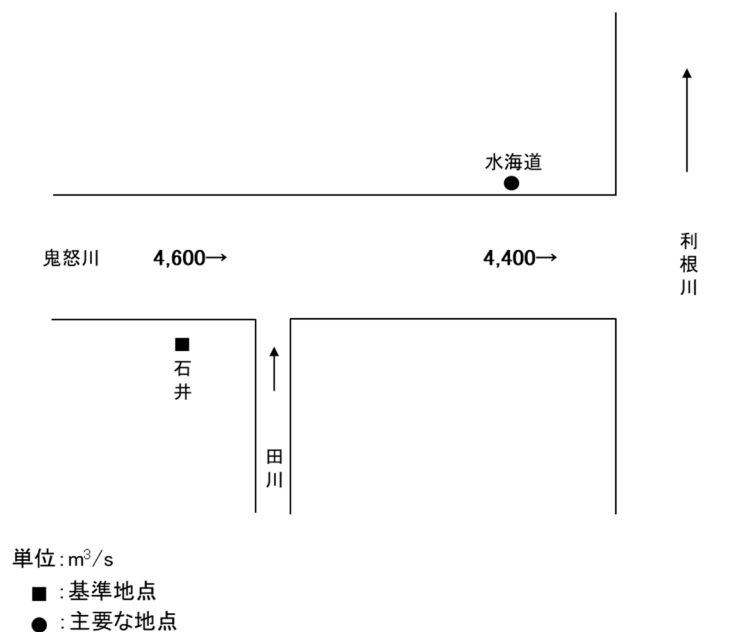 水海道
鬼怒川
4,600→
4,400→
利根川
石井
田川
単位:m³/s
■:基準地点
●:主要な地点